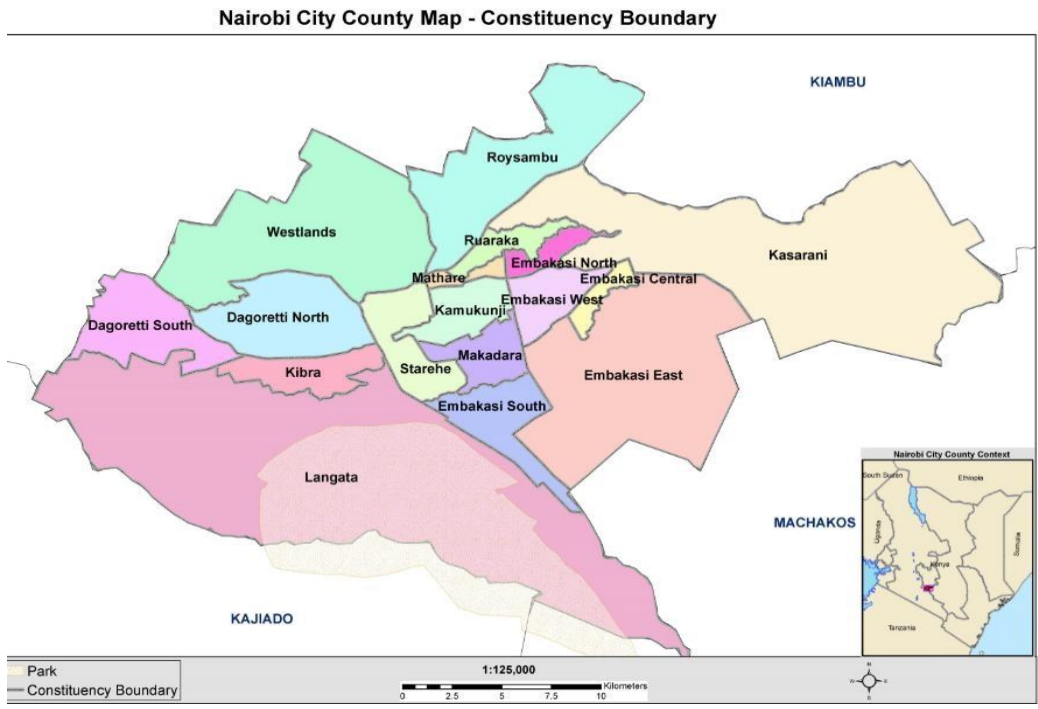 Nairobi City County Map - Constituency Boundary
KIAMBU
Roysambu
Westlands
Ruaraka
Kasarani
Embakasi North
Mathare
Embakasi Central
Embakasi West
Kamukunji
Dagoretti South
Dagoretti North
Makadara
Kibra
Starehe
Embakasi East
Embakasi South
Langata
MACHAKOS
KAJIADO
Nairobi City County Context
South Sudan
Ethiopia
Uganda
Somalia
Kenya
Tanzania
Park
Constituency Boundary
1:125,000
Kilometers
0 2.5 5 7.5 10
N
W E
S